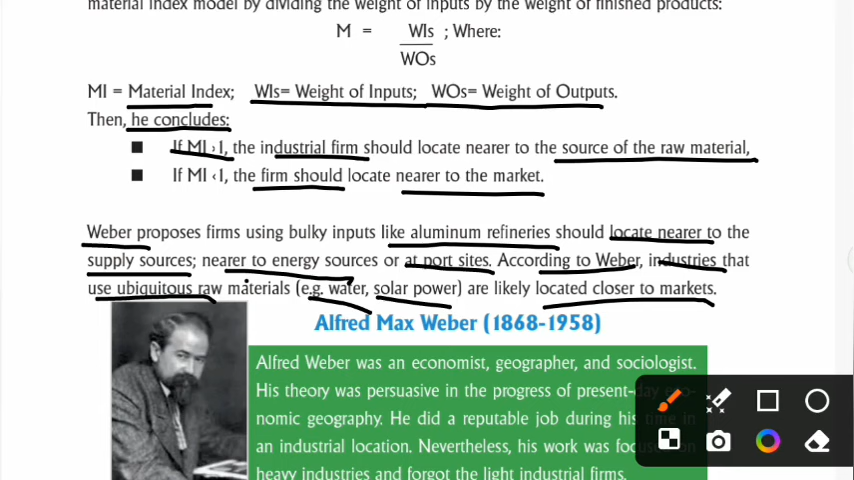 material index model by dividing the weight of inputs by the weight of finished products:
M = WIs ; Where:
WOs
MI = Material Index; WIs= Weight of Inputs; WOs= Weight of Outputs.
Then, he concludes:
■ If MI ›1, the industrial firm should locate nearer to the source of the raw material,
■ If MI ‹1, the firm should locate nearer to the market.
Weber proposes firms using bulky inputs like aluminum refineries should locate nearer to the
supply sources; nearer to energy sources or at port sites. According to Weber, industries that
use ubiquitous raw materials (e.g. water, solar power) are likely located closer to markets.
Alfred Max Weber (1868-1958)
Alfred Weber was an economist, geographer, and sociologist.
His theory was persuasive in the progress of present-day eco-
nomic geography. He did a reputable job during his time in
an industrial location. Nevertheless, his work was focused on
heavy industries and forgot the light industrial firms.